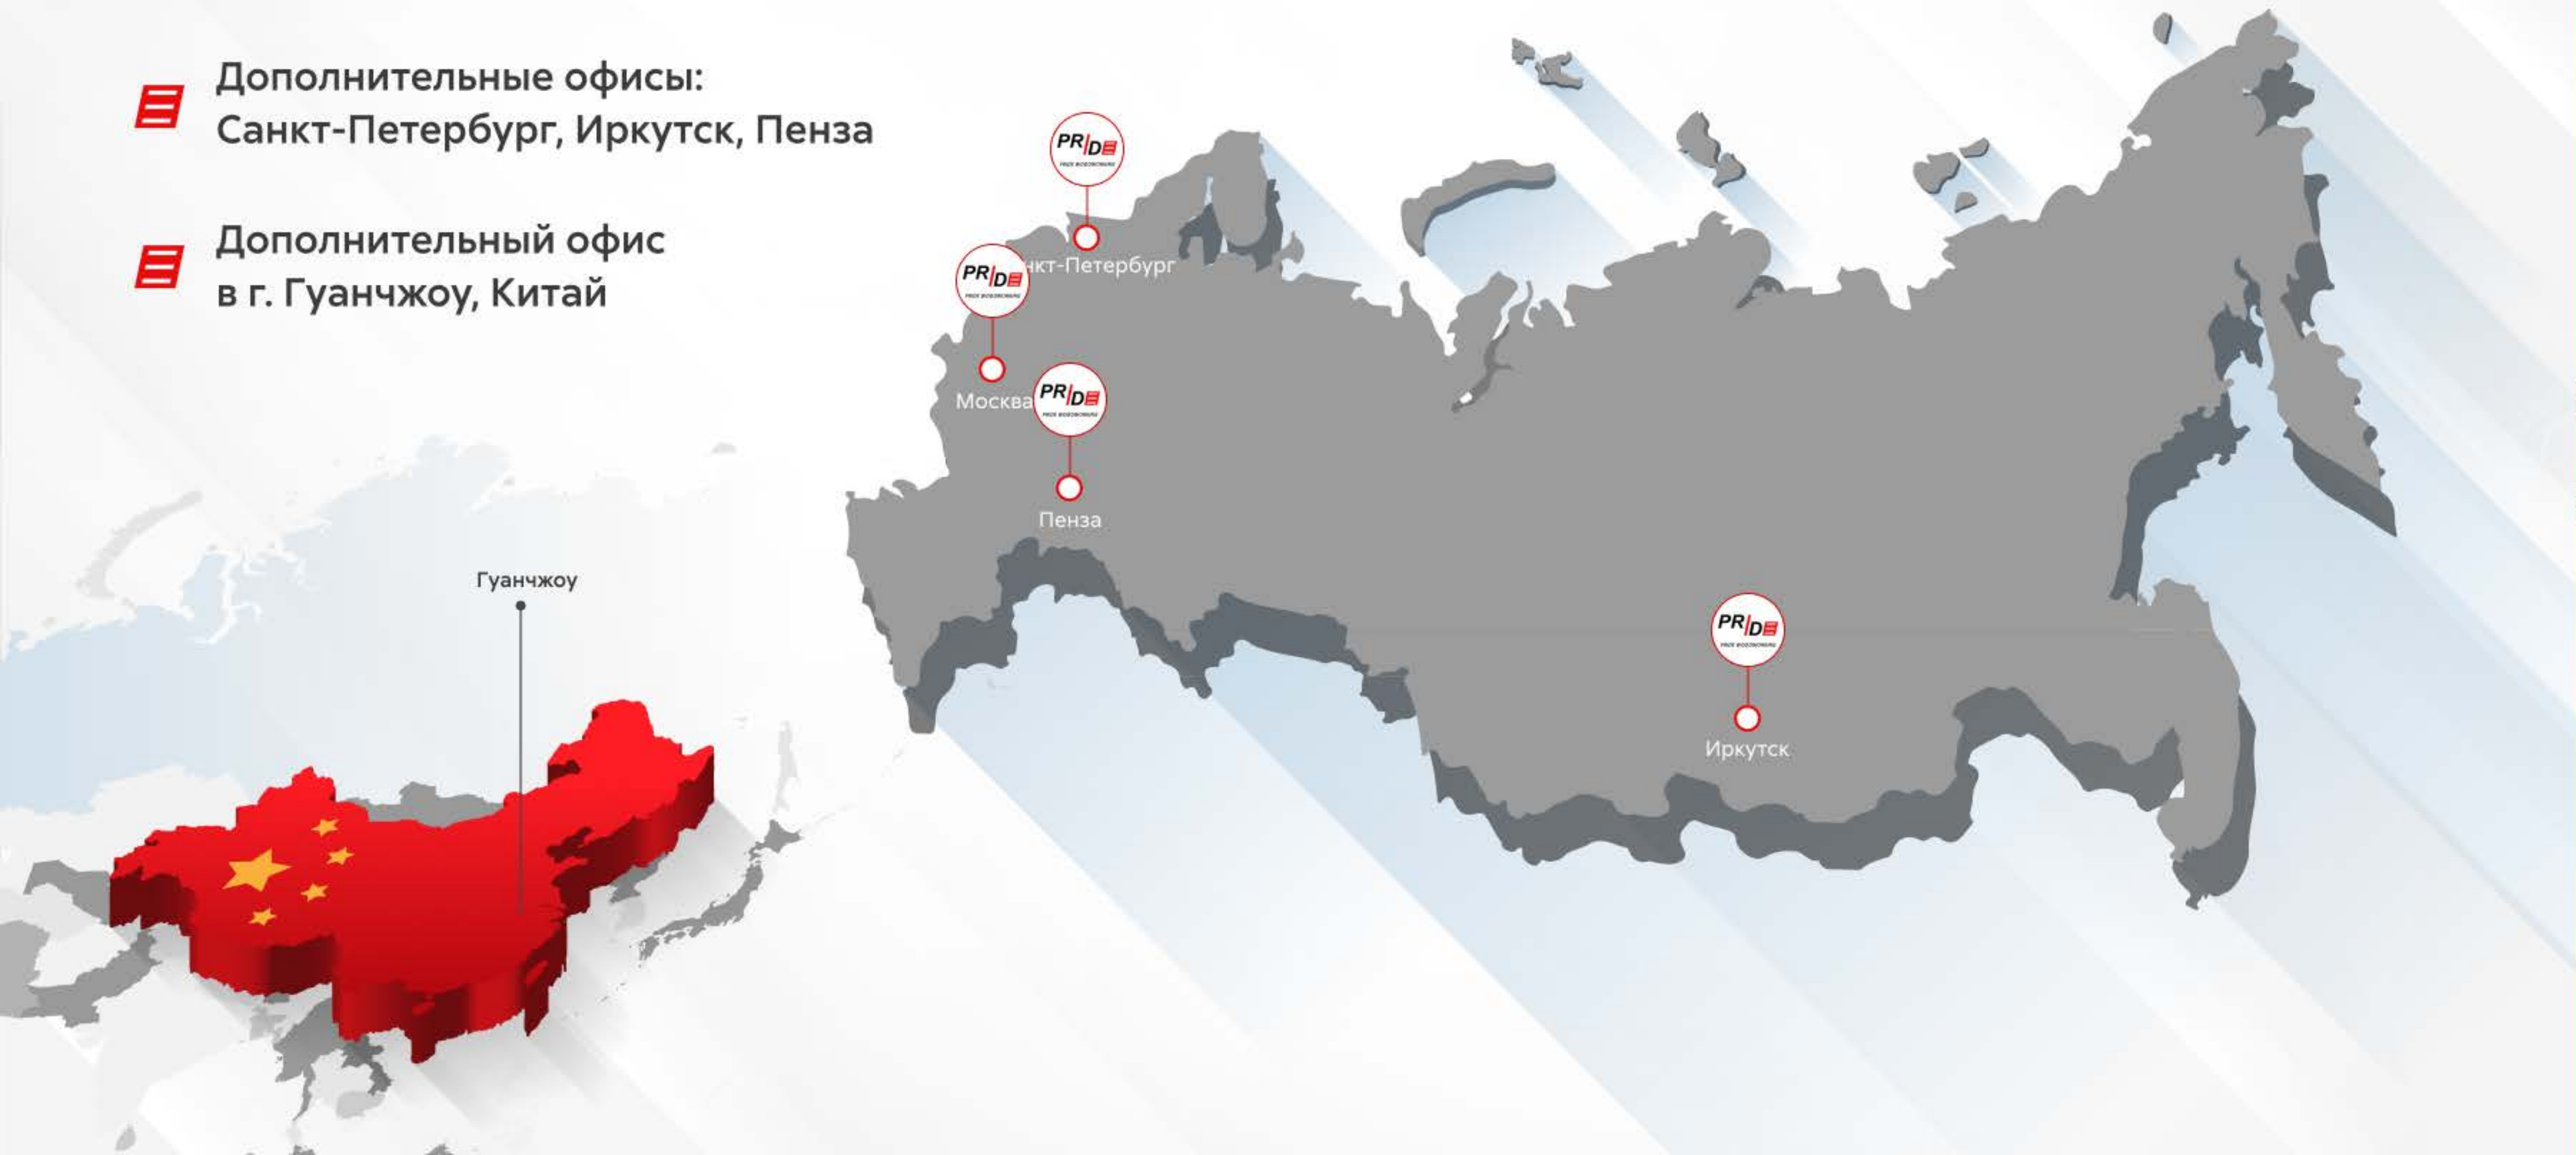 Дополнительные офисы:
Санкт-Петербург, Иркутск, Пенза
Дополнительный офис
в г. Гуанчжоу, Китай
PRIDE
нкт-Петербург
PRIDE
Москва
PRIDE
Пенза
Гуанчжоу
PRIDE
Иркутск